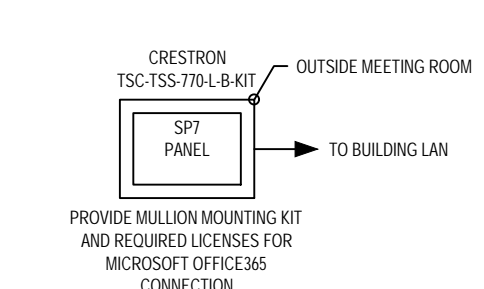 CRESTRON
TSC-TSS-770-L-B-KIT
OUTSIDE MEETING ROOM
SP7
PANEL
TO BUILDING LAN
PROVIDE MULLION MOUNTING KIT
AND REQUIRED LICENSES FOR
MICROSOFT OFFICE365
CONNECTION